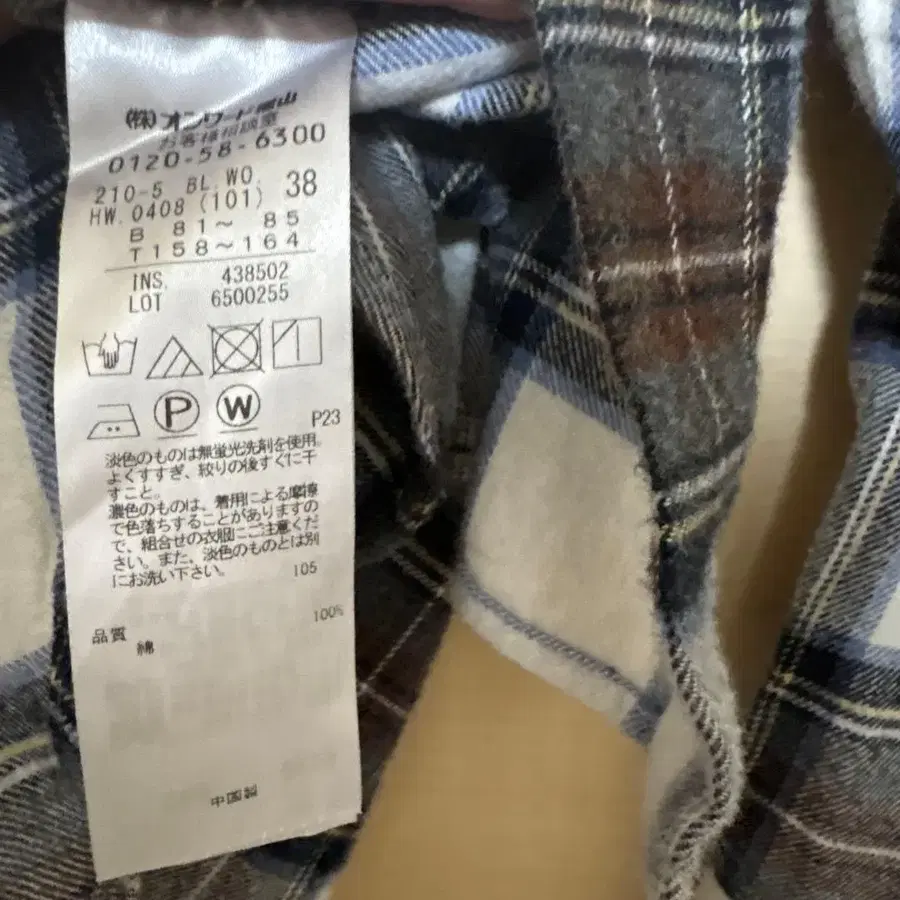 (株)オンワード樫山
お客様相談室
0120-58-6300
210-5 BL.WO. 38
HW.0408 (101)
B 81～ 85
T158～164
INS. 438502
LOT 6500255
P W
P23
淡色のものは無蛍光洗剤を使用。
よくすすぎ、絞りの後すぐに干
すこと。
濃色のものは、着用による摩擦
で色落ちすることがありますの
で、組合せの衣服にご注意くだ
さい。また、淡色のものとは別
にお洗い下さい。 105
100%
品質
綿
中国製